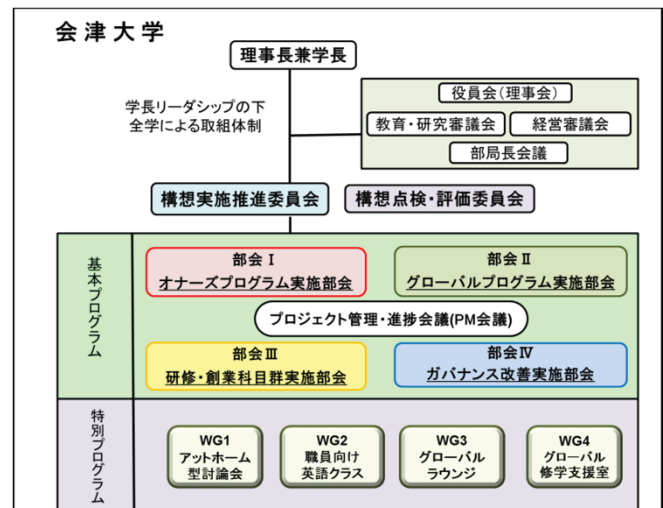 会津大学
理事長兼学長
学長リーダシップの下
全学による取組体制
役員会(理事会)
教育・研究審議会
経営審議会
部局長会議
構想実施推進委員会
構想点検・評価委員会
基本プログラム
部会Ⅰ
オナーズプログラム実施部会
部会Ⅱ
グローバルプログラム実施部会
プロジェクト管理・進捗会議(PM会議)
部会Ⅲ
研修・創業科目群実施部会
部会Ⅳ
ガバナンス改善実施部会
特別プログラム
WG1
アットホーム
型討論会
WG2
職員向け
英語クラス
WG3
グローバル
ラウンジ
WG4
グローバル
修学支援室